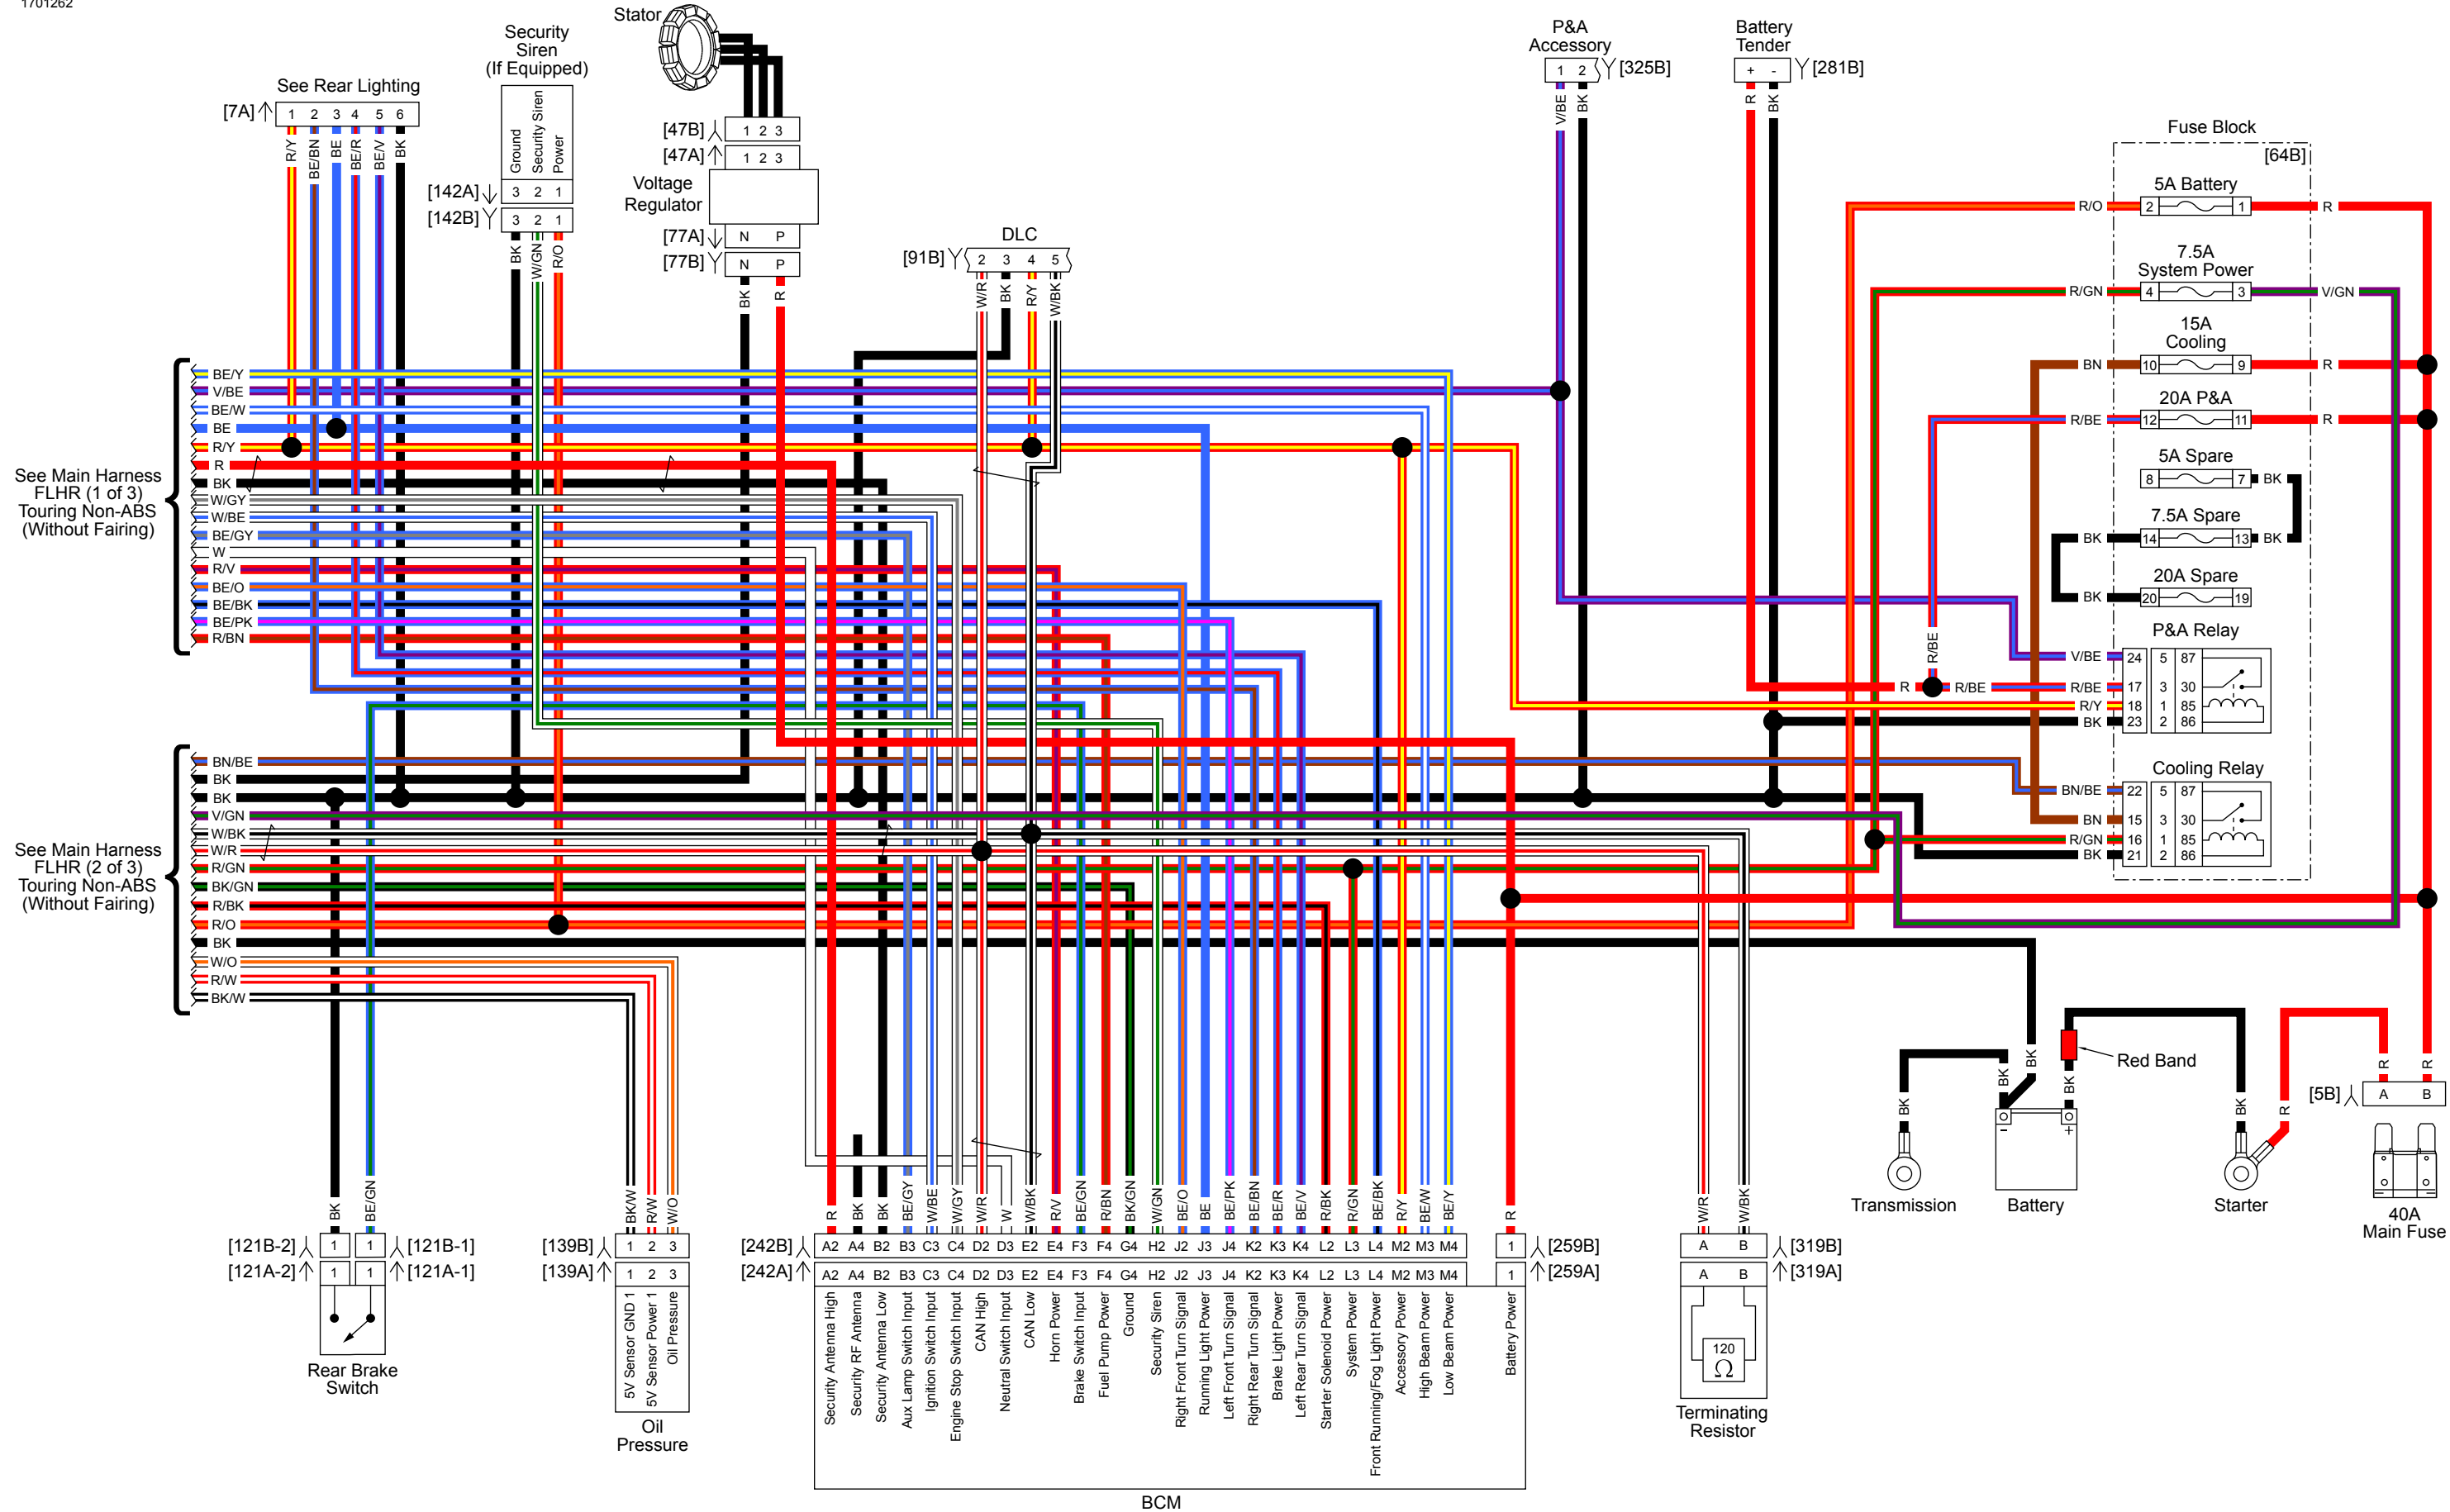 1701262
Stator
Security
Siren
(If Equipped)
See Rear Lighting
[7A]
1 2 3 4 5 6
R/Y BE/BN BE BE/R BE/V BK
Ground Security Siren Power
[142A] 3 2 1
[142B] 3 2 1
BK W/GN R/O
[47B] 1 2 3
[47A] 1 2 3
Voltage
Regulator
[77A] N P
[77B] N P
BK R
DLC
[91B] 2 3 4 5
W/R BK R/Y W/BK
P&A
Accessory
1 2 [325B]
V/BE BK
Battery
Tender
+ - [281B]
R BK
Fuse Block
[64B]
5A Battery
R/O 2 1 R
7.5A
System Power
R/GN 4 3 V/GN
15A
Cooling
BN 10 9 R
20A P&A
R/BE 12 11 R
5A Spare
8 7 BK
7.5A Spare
BK 14 13 BK
20A Spare
BK 20 19
P&A Relay
V/BE 24 5 87
R R/BE R/BE R/BE 17 3 30
R/Y 18 1 85
BK 23 2 86
Cooling Relay
BN/BE 22 5 87
BN 15 3 30
R/GN 16 1 85
BK 21 2 86
See Main Harness
FLHR (1 of 3)
Touring Non-ABS
(Without Fairing)
BE/Y
V/BE
BE/W
BE
R/Y
R
BK
W/GY
W/BE
BE/GY
W
R/V
BE/O
BE/BK
BE/PK
R/BN
See Main Harness
FLHR (2 of 3)
Touring Non-ABS
(Without Fairing)
BN/BE
BK
BK
V/GN
W/BK
W/R
R/GN
BK/GN
R/BK
R/O
BK
W/O
R/W
BK/W
BK BE/GN
[121B-2] 1 1 [121B-1]
[121A-2] 1 1 [121A-1]
Rear Brake
Switch
BK/W R/W W/O
[139B] 1 2 3
[139A] 1 2 3
5V Sensor GND 1
5V Sensor Power 1
Oil Pressure
Oil
Pressure
R BK BK BE/GY W/BE W/GY W/R W W/BK R/V BE/GN R/BN BK/GN W/GN BE/O BE BE/PK BE/BN BE/R BE/V R/BK R/GN BE/BK R/Y BE/W BE/Y R
[242B] A2 A4 B2 B3 C3 C4 D2 D3 E2 E4 F3 F4 G4 H2 J2 J3 J4 K2 K3 K4 L2 L3 L4 M2 M3 M4 1 [259B]
[242A] A2 A4 B2 B3 C3 C4 D2 D3 E2 E4 F3 F4 G4 H2 J2 J3 J4 K2 K3 K4 L2 L3 L4 M2 M3 M4 1 [259A]
Security Antenna High
Security RF Antenna
Security Antenna Low
Aux Lamp Switch Input
Ignition Switch Input
Engine Stop Switch Input
CAN High
Neutral Switch Input
CAN Low
Horn Power
Brake Switch Input
Fuel Pump Power
Ground
Security Siren
Right Front Turn Signal
Running Light Power
Left Front Turn Signal
Right Rear Turn Signal
Brake Light Power
Left Rear Turn Signal
Starter Solenoid Power
System Power
Front Running/Fog Light Power
Accessory Power
High Beam Power
Low Beam Power
Battery Power
BCM
W/R W/BK
A B [319B]
A B [319A]
120
Ω
Terminating
Resistor
BK BK BK BK BK R R R
Red Band
- +
Transmission
Battery
Starter
[5B] A B
40A
Main Fuse